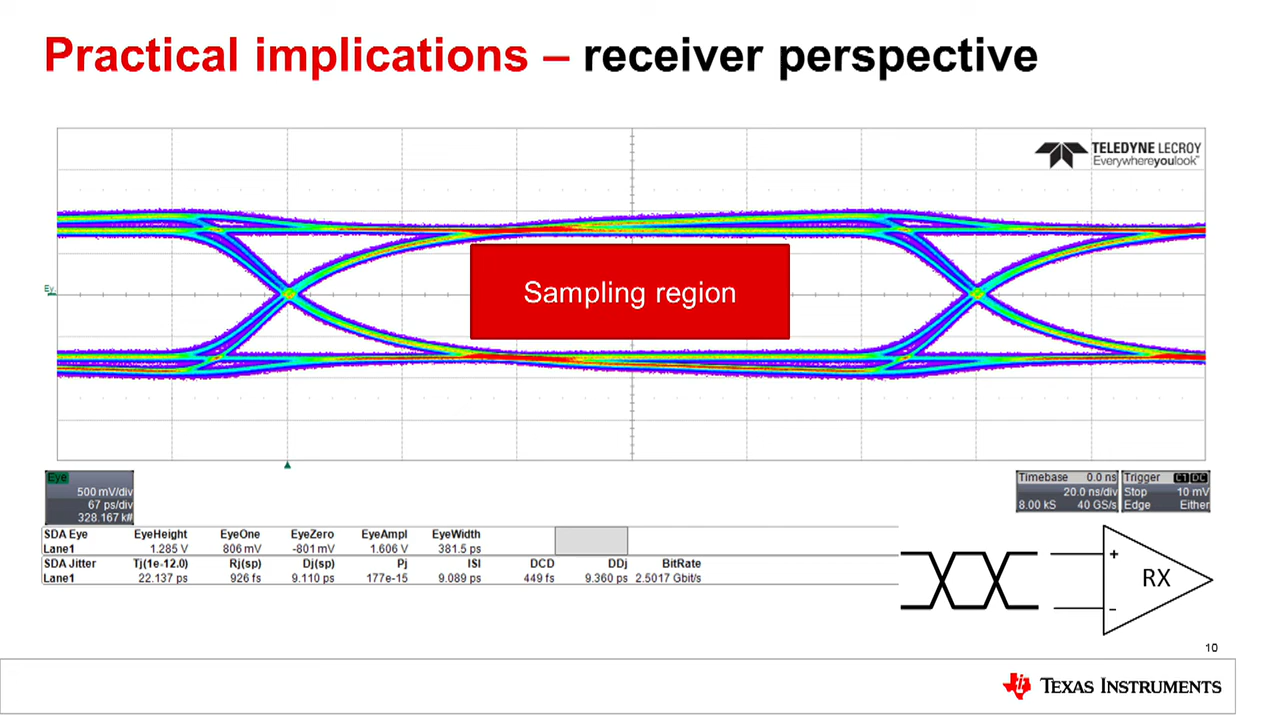 Practical implications – receiver perspective
TELEDYNE LECROY
Everywhereyoulook™
Sampling region
Eye
500 mV/div
67 ps/div
328.167 k#
Timebase 0.0 ns
20.0 ns/div
8.00 kS 40 GS/s
Trigger C1 DC
Stop 10 mV
Edge Either
SDA Eye EyeHeight EyeOne EyeZero EyeAmpl EyeWidth
Lane1 1.285 V 806 mV -801 mV 1.606 V 381.5 ps
SDA Jitter Tj(1e-12.0) Rj(sp) Dj(sp) Pj ISI DCD DDj BitRate
Lane1 22.137 ps 926 fs 9.110 ps 177e-15 9.089 ps 449 fs 9.360 ps 2.5017 Gbit/s
+
RX
–
10
TEXAS INSTRUMENTS